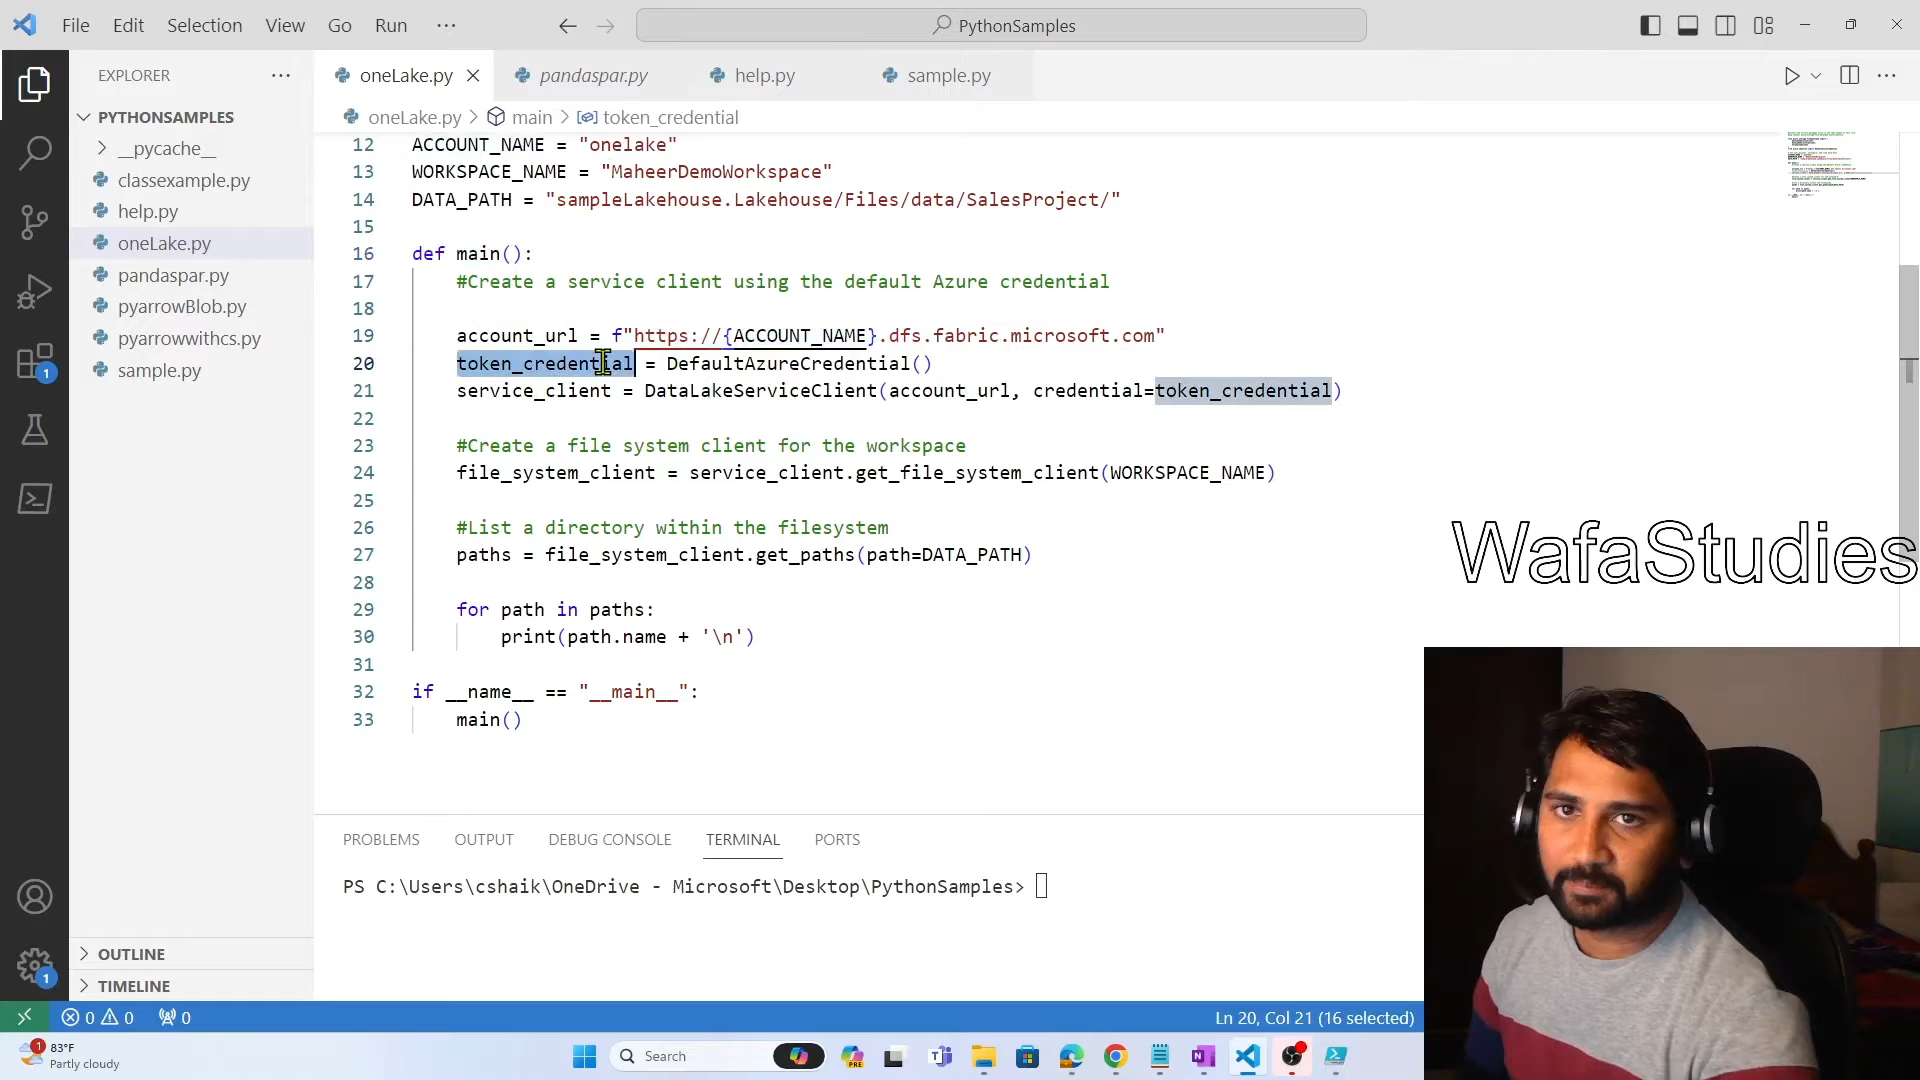 File Edit Selection View Go Run ···
PythonSamples
EXPLORER ···
PYTHONSAMPLES
__pycache__
classexample.py
help.py
oneLake.py
pandaspar.py
pyarrowBlob.py
pyarrowwithcs.py
sample.py
OUTLINE
TIMELINE
1
1
oneLake.py pandaspar.py help.py sample.py
oneLake.py > main > token_credential
12 ACCOUNT_NAME = "onelake"
13 WORKSPACE_NAME = "MaheerDemoWorkspace"
14 DATA_PATH = "sampleLakehouse.Lakehouse/Files/data/SalesProject/"
15
16 def main():
17 #Create a service client using the default Azure credential
18
19 account_url = f"https://{ACCOUNT_NAME}.dfs.fabric.microsoft.com"
20 token_credential = DefaultAzureCredential()
21 service_client = DataLakeServiceClient(account_url, credential=token_credential)
22
23 #Create a file system client for the workspace
24 file_system_client = service_client.get_file_system_client(WORKSPACE_NAME)
25
26 #List a directory within the filesystem
27 paths = file_system_client.get_paths(path=DATA_PATH)
28
29 for path in paths:
30 print(path.name + '\n')
31
32 if __name__ == "__main__":
33 main()
WafaStudies
PROBLEMS OUTPUT DEBUG CONSOLE TERMINAL PORTS
PS C:\Users\cshaik\OneDrive - Microsoft\Desktop\PythonSamples>
0 0 0
Ln 20, Col 21 (16 selected)
1
83°F
Partly cloudy
Search
PRE